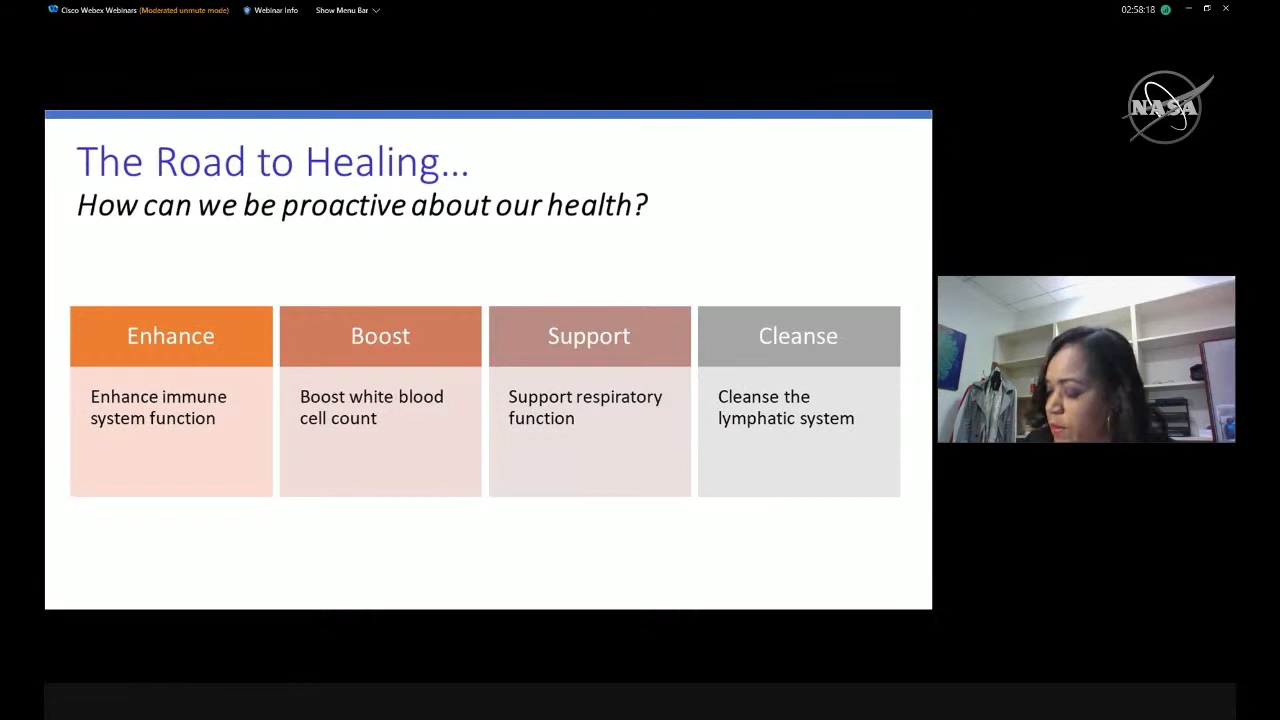 Cisco Webex Webinars (Moderated unmute mode) Webinar Info Show Menu Bar 02:58:18
NASA
The Road to Healing...
How can we be proactive about our health?
Enhance
Enhance immune
system function
Boost
Boost white blood
cell count
Support
Support respiratory
function
Cleanse
Cleanse the
lymphatic system